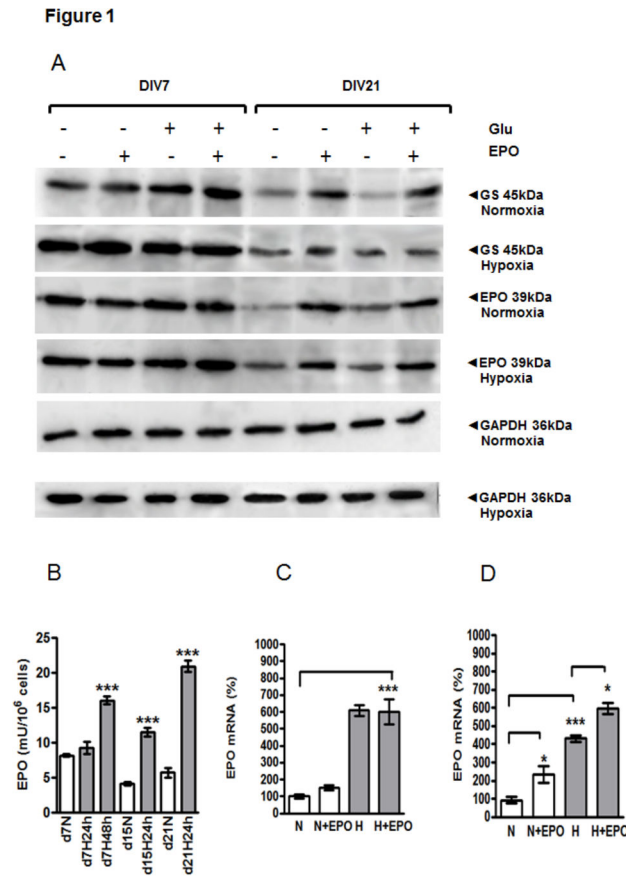 Figure 1
A
DIV7 DIV21
- - + + - - + + Glu
- + - + - + - + EPO
◄GS 45kDa
Normoxia
◄GS 45kDa
Hypoxia
◄EPO 39kDa
Normoxia
◄EPO 39kDa
Hypoxia
◄GAPDH 36kDa
Normoxia
◄GAPDH 36kDa
Hypoxia
B
EPO (mU/10⁶ cells)
25
20
15
10
5
0
***
***
***
d7N
d7H24h
d7H48h
d15N
d15H24h
d21N
d21H24h
C
EPO mRNA (%)
1000
900
800
700
600
500
400
300
200
100
0
***
N N+EPO H H+EPO
D
EPO mRNA (%)
1000
900
800
700
600
500
400
300
200
100
0
*
***
*
N N+EPO H H+EPO